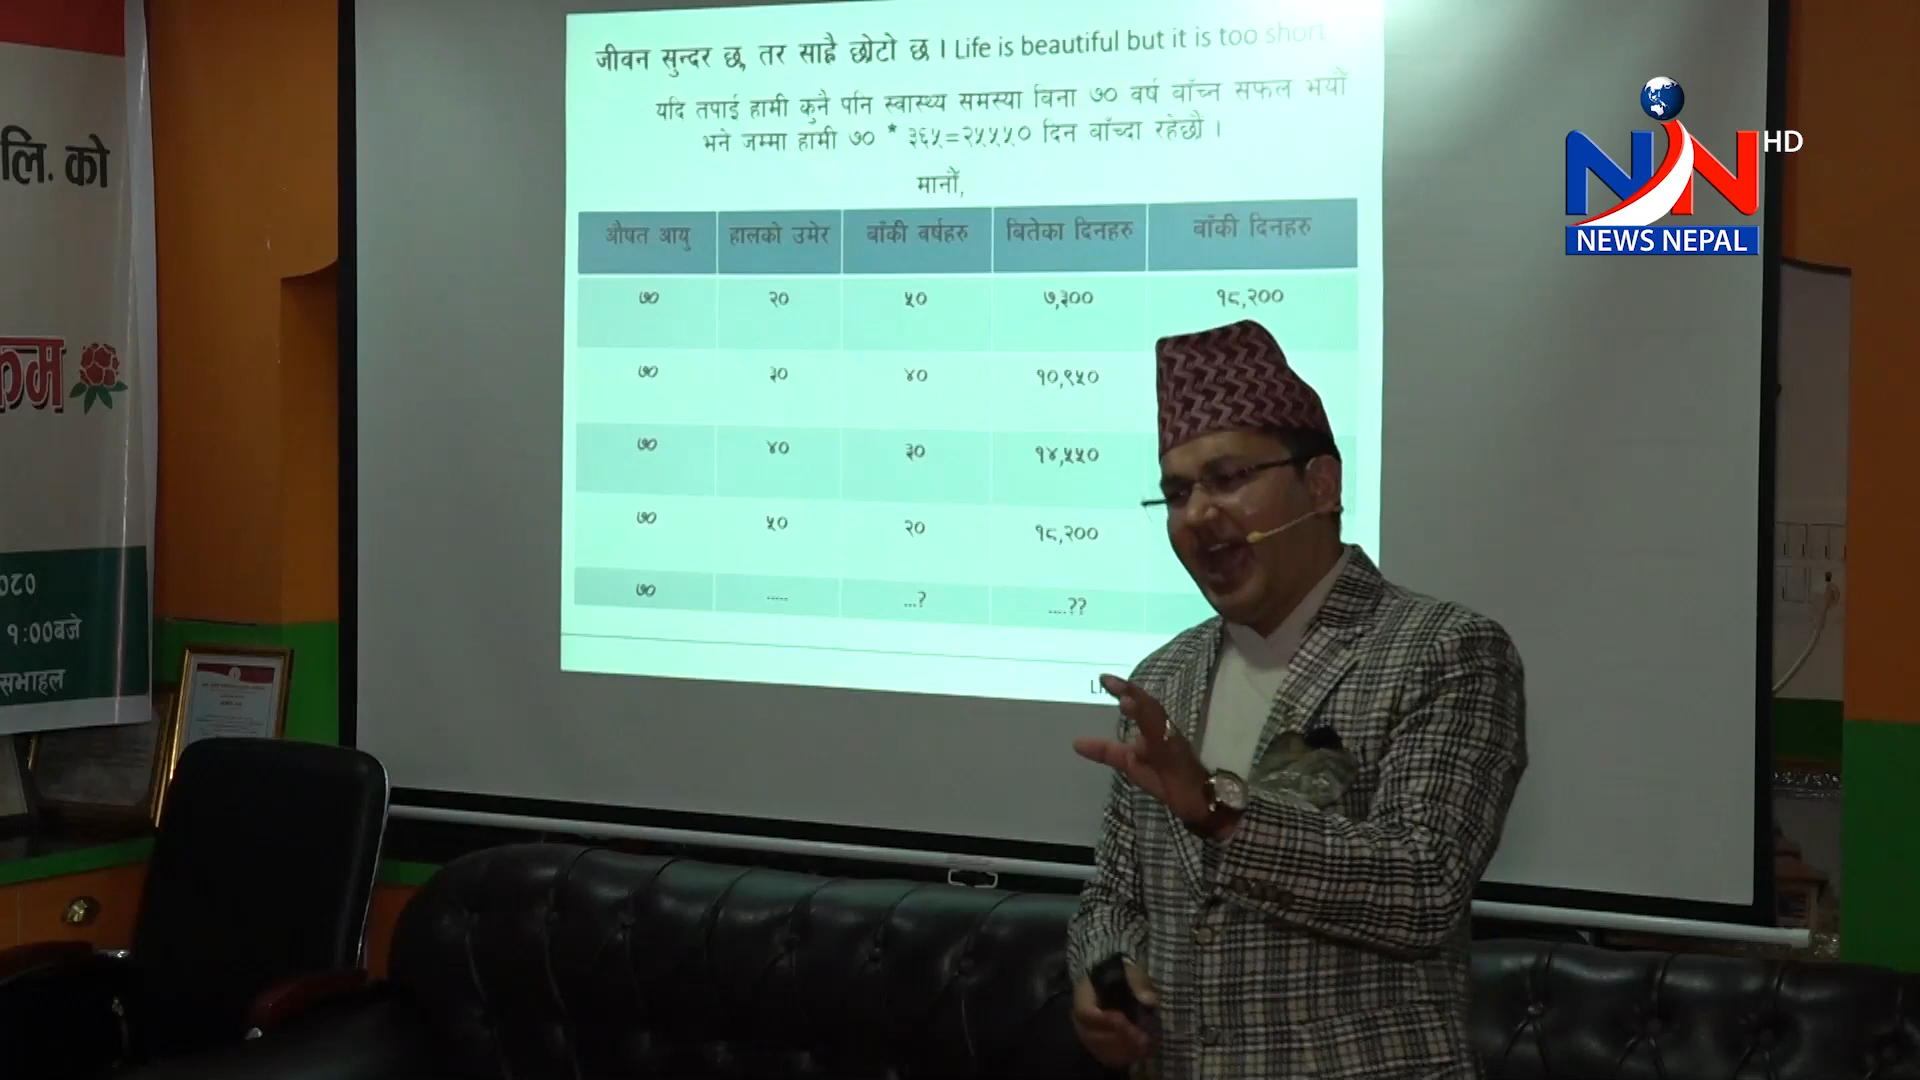 जीवन सुन्दर छ, तर साह्रै छोटो छ । Life is beautiful but it is too short
यदि तपाई हामी कुनै पनि स्वास्थ्य समस्या बिना ७० वर्ष बाँच्न सफल भयौं
भने जम्मा हामी ७० * ३६५=२५५५० दिन बाँच्दा रहेछौ ।
मानौं,
औषत आयु हालको उमेर बाँकी वर्षहरु बितेका दिनहरु बाँकी दिनहरु
७० २० ५० ७,३०० १८,२००
७० ३० ४० १०,९५०
७० ४० ३० १४,५५०
७० ५० २० १८,२००
७० ..... ...? ....??
लि. को
०८०
१:००बजे
सभाहल
NN HD
NEWS NEPAL